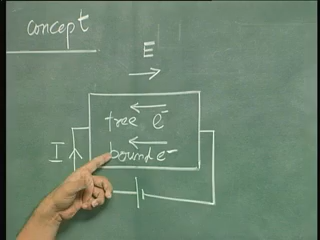 concept
E
free e⁻
I
bound e⁻